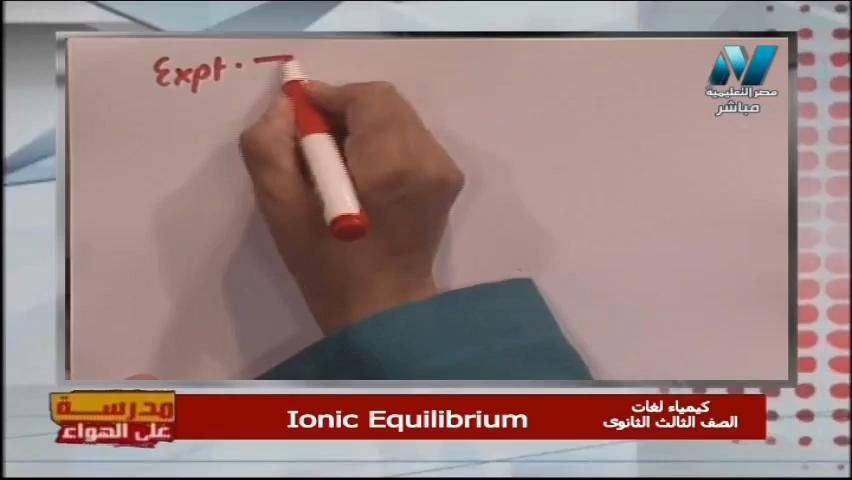 Expt. —
مصر التعليمية
مباشر
مدرسة
على الهواء
Ionic Equilibrium
كيمياء لغات
الصف الثالث الثانوى